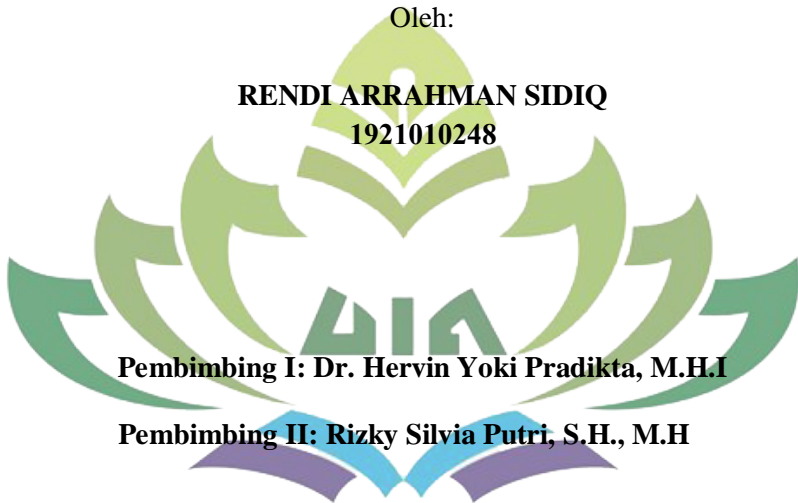 Oleh:
RENDI ARRAHMAN SIDIQ
1921010248
UIN
Pembimbing I: Dr. Hervin Yoki Pradikta, M.H.I
Pembimbing II: Rizky Silvia Putri, S.H., M.H